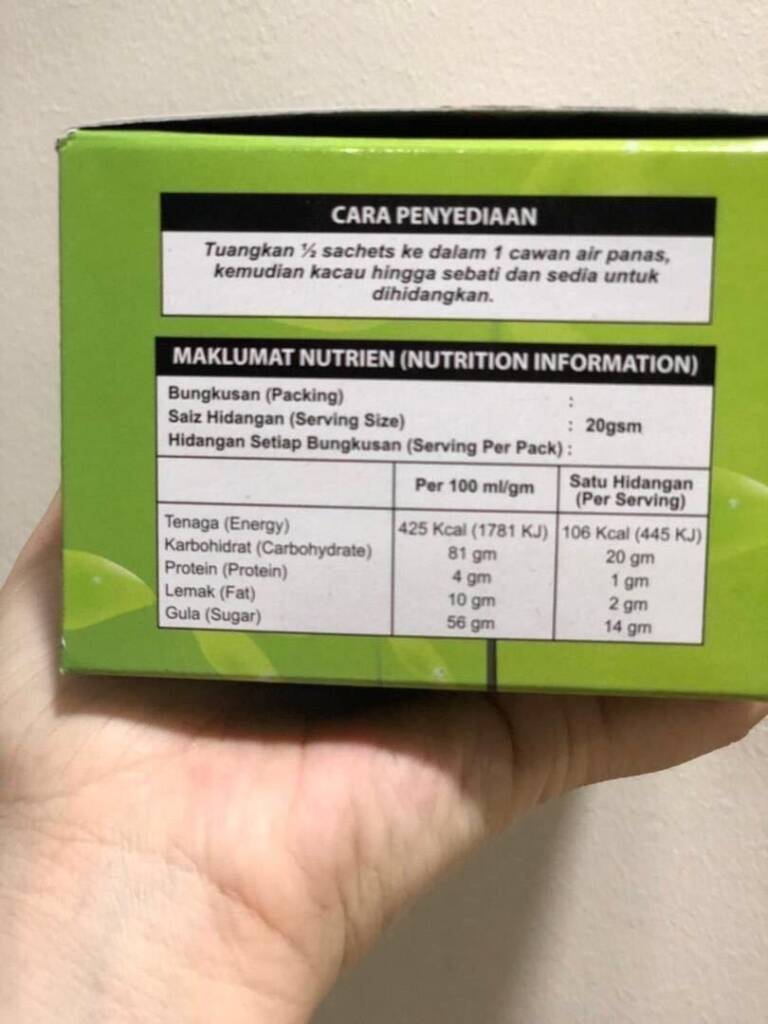 CARA PENYEDIAAN
Tuangkan ½ sachets ke dalam 1 cawan air panas,
kemudian kacau hingga sebati dan sedia untuk
dihidangkan.
MAKLUMAT NUTRIEN (NUTRITION INFORMATION)
Bungkusan (Packing) :
Saiz Hidangan (Serving Size) : 20gsm
Hidangan Setiap Bungkusan (Serving Per Pack) :
Per 100 ml/gm Satu Hidangan
(Per Serving)
Tenaga (Energy) 425 Kcal (1781 KJ) 106 Kcal (445 KJ)
Karbohidrat (Carbohydrate) 81 gm 20 gm
Protein (Protein) 4 gm 1 gm
Lemak (Fat) 10 gm 2 gm
Gula (Sugar) 56 gm 14 gm